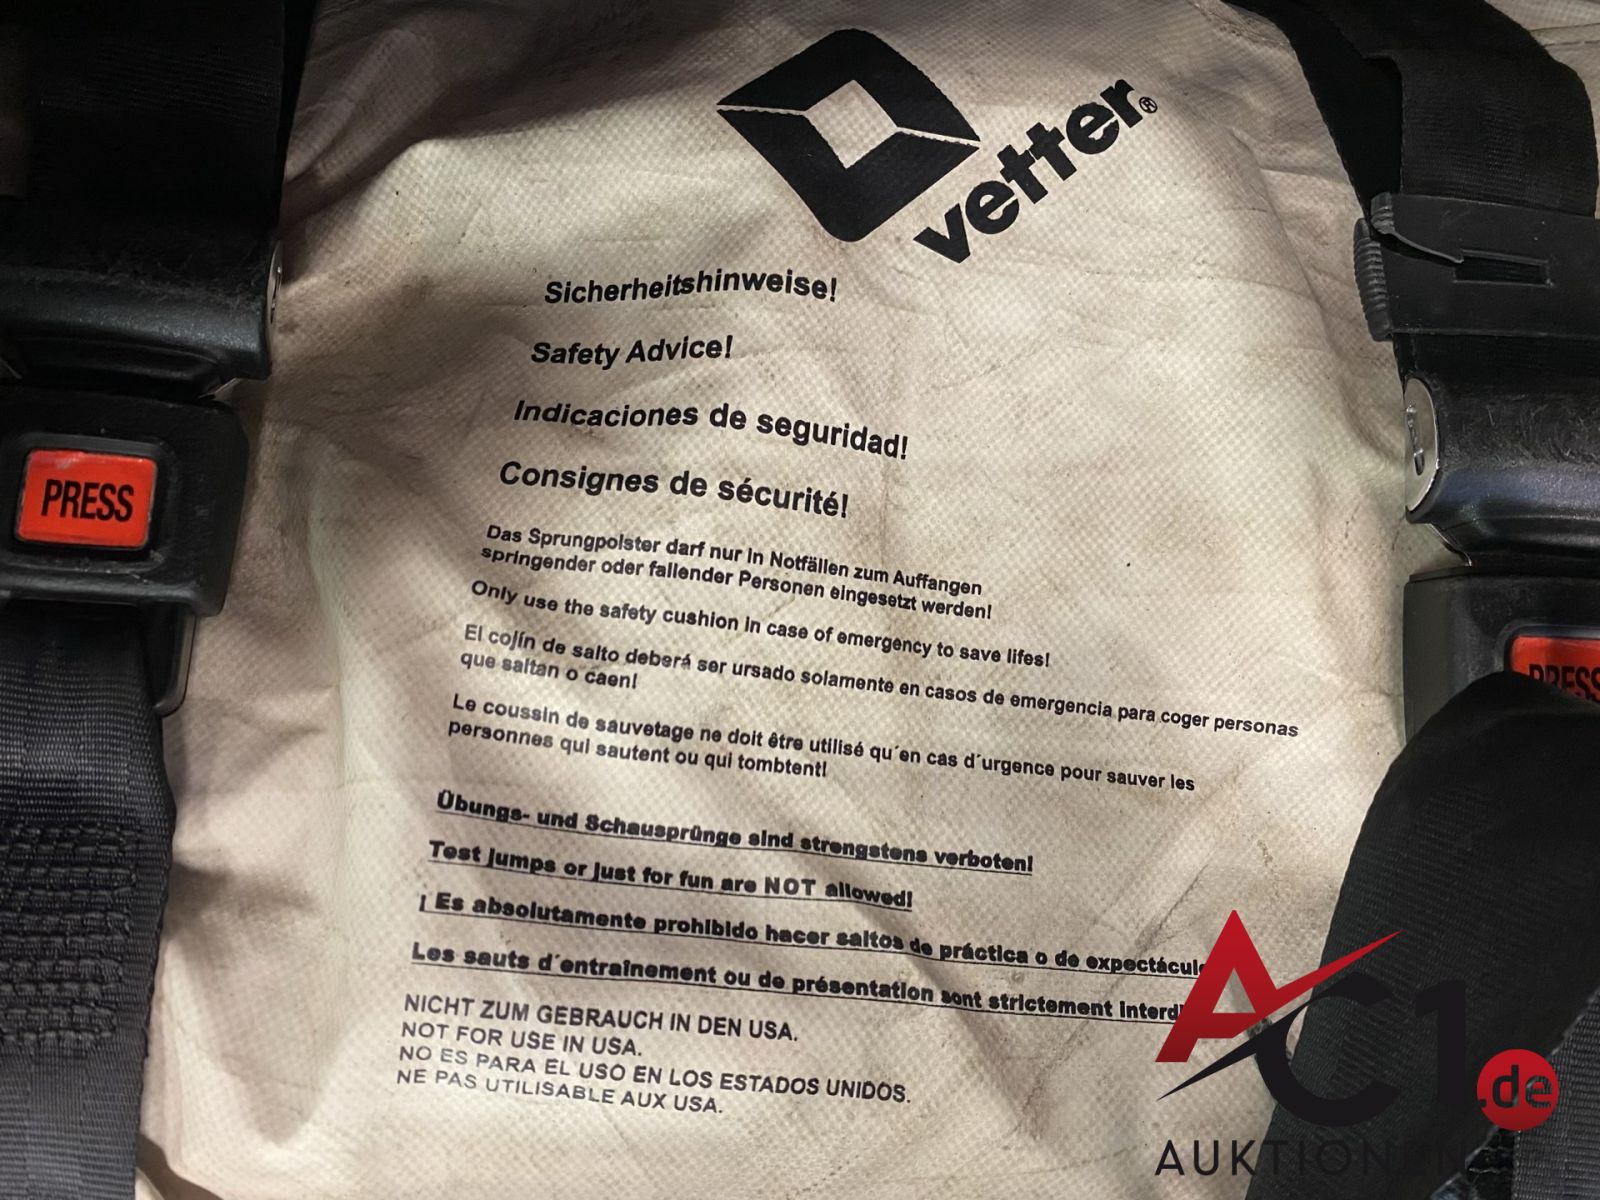 vetter®
Sicherheitshinweise!
Safety Advice!
Indicaciones de seguridad!
Consignes de sécurité!
Das Sprungpolster darf nur in Notfällen zum Auffangen
springender oder fallender Personen eingesetzt werden!
Only use the safety cushion in case of emergency to save lifes!
El cojín de salto deberá ser ursado solamente en casos de emergencia para coger personas
que saltan o caen!
Le coussin de sauvetage ne doit être utilisé qu´en cas d´urgence pour sauver les
personnes qui sautent ou qui tombtent!
Übungs- und Schausprünge sind strengstens verboten!
Test jumps or just for fun are NOT allowed!
¡ Es absolutamente prohibido hacer saltos de práctica o de
Les sauts d´entraînement ou de présentation sont strictement
NICHT ZUM GEBRAUCH IN DEN USA.
NOT FOR USE IN USA.
NO ES PARA EL USO EN LOS ESTADOS UNIDOS.
NE PAS UTILISABLE AUX USA.
PRESS
PRESS
AC1.de
AUKTIONEN